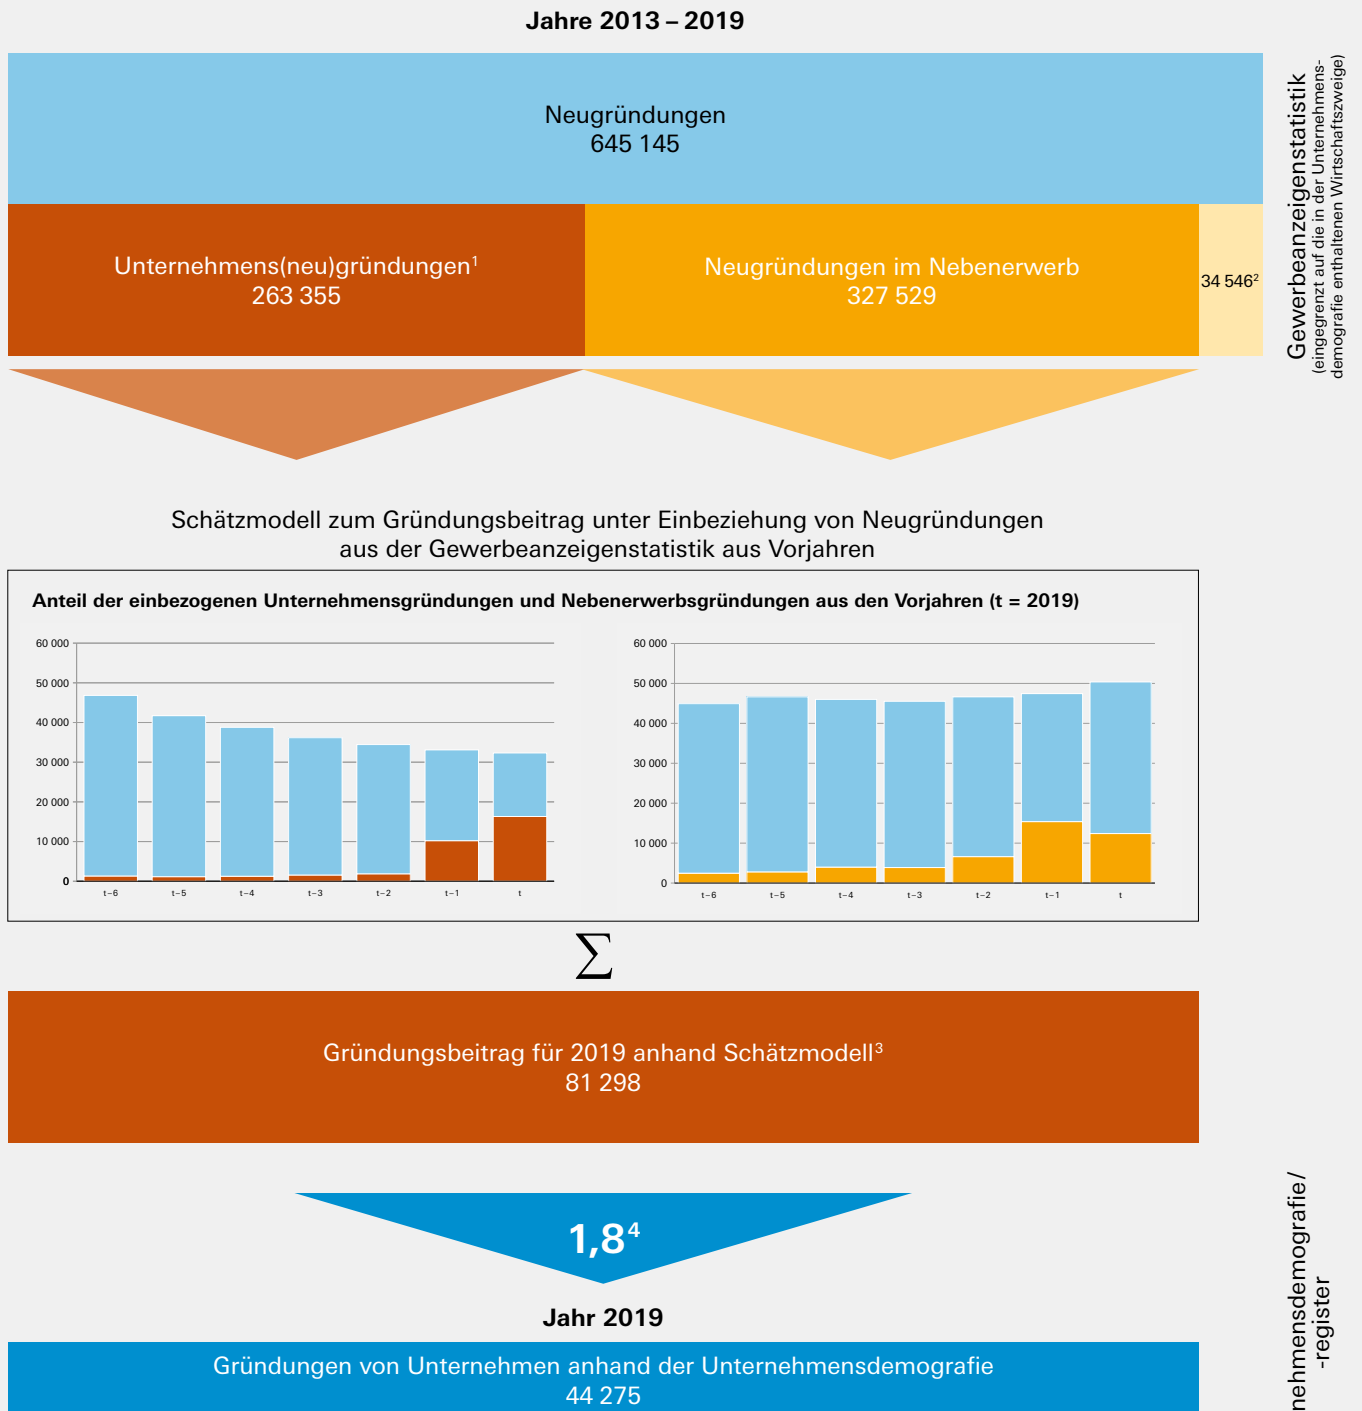 Jahre 2013 – 2019
Neugründungen
645 145
Unternehmens(neu)gründungen¹
263 355
Neugründungen im Nebenerwerb
327 529
34 546²
Gewerbeanzeigenstatistik
(eingegrenzt auf die in der Unternehmens-
demografie enthaltenen Wirtschaftszweige)
Schätzmodell zum Gründungsbeitrag unter Einbeziehung von Neugründungen
aus der Gewerbeanzeigenstatistik aus Vorjahren
Anteil der einbezogenen Unternehmensgründungen und Nebenerwerbsgründungen aus den Vorjahren (t = 2019)
60 000
50 000
40 000
30 000
20 000
10 000
0
t–6 t–5 t–4 t–3 t–2 t–1 t
60 000
50 000
40 000
30 000
20 000
10 000
0
t–6 t–5 t–4 t–3 t–2 t–1 t
∑
Gründungsbeitrag für 2019 anhand Schätzmodell³
81 298
1,8⁴
Jahr 2019
Gründungen von Unternehmen anhand der Unternehmensdemografie
44 275
nehmensdemografie/
-register